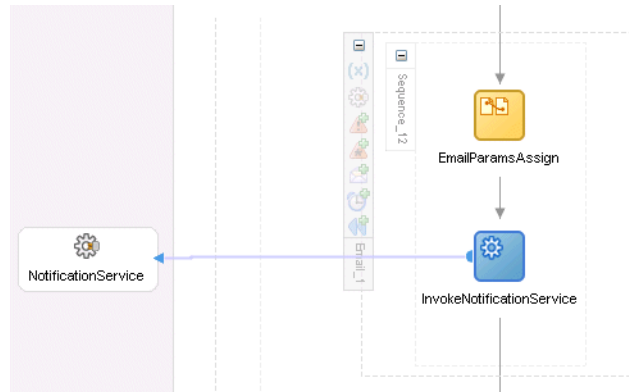 (x)
Sequence_12
EmailParamsAssign
NotificationService
Email_1
InvokeNotificationService